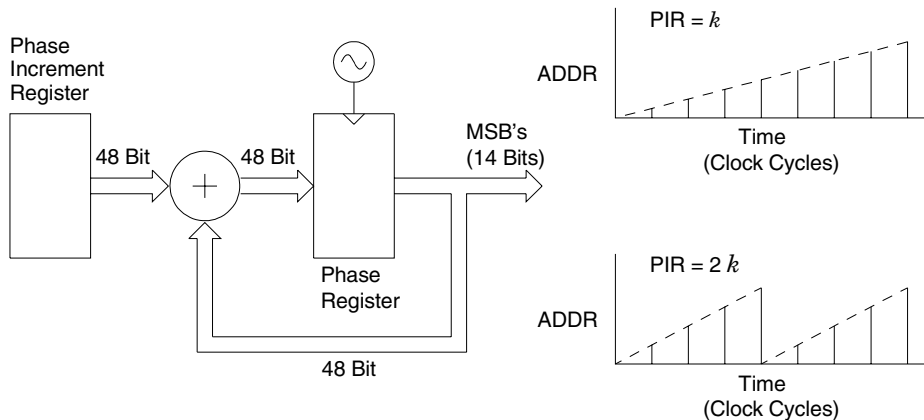 Phase
Increment
Register
48 Bit
48 Bit
MSB's
(14 Bits)
Phase
Register
48 Bit
PIR = k
ADDR
Time
(Clock Cycles)
PIR = 2 k
ADDR
Time
(Clock Cycles)